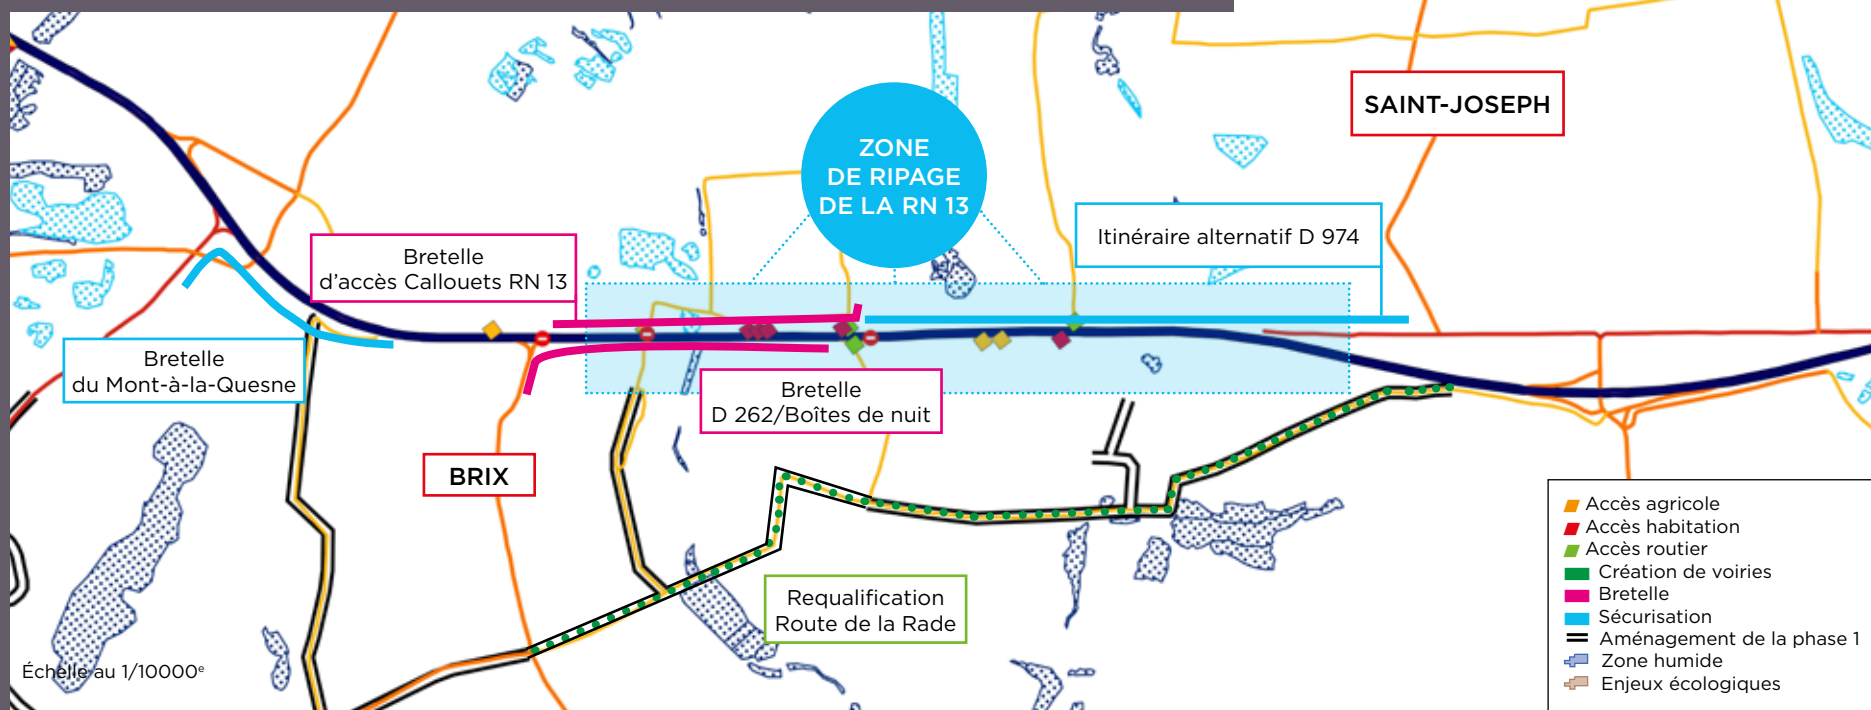 ZONE
DE RIPAGE
DE LA RN 13
SAINT-JOSEPH
Itinéraire alternatif D 974
Bretelle
d'accès Callouets RN 13
Bretelle
du Mont-à-la-Quesne
Bretelle
D 262/Boîtes de nuit
BRIX
Requalification
Route de la Rade
Échelle au 1/10000e
Accès agricole
Accès habitation
Accès routier
Création de voiries
Bretelle
Sécurisation
Aménagement de la phase 1
Zone humide
Enjeux écologiques